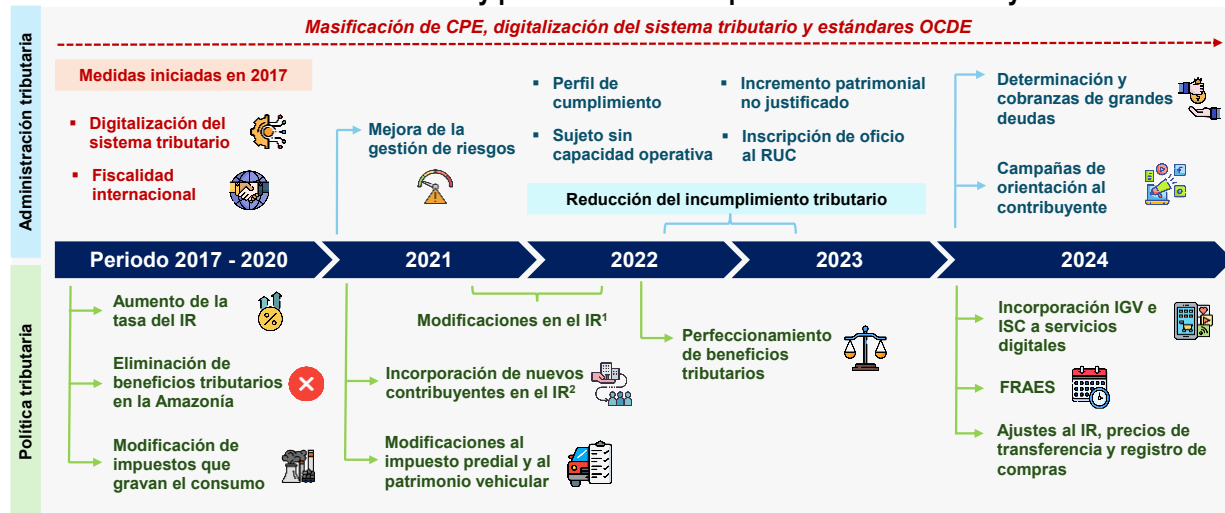 Masificación de CPE, digitalización del sistema tributario y estándares OCDE
Administración tributaria
Medidas iniciadas en 2017
▪ Digitalización del
sistema tributario
▪ Fiscalidad
internacional
Mejora de la
gestión de riesgos
▪ Perfil de
cumplimiento
▪ Sujeto sin
capacidad operativa
▪ Incremento patrimonial
no justificado
▪ Inscripción de oficio
al RUC
Reducción del incumplimiento tributario
Determinación y
cobranzas de grandes
deudas
Campañas de
orientación al
contribuyente
Periodo 2017 - 2020
2021
2022
2023
2024
Política tributaria
Aumento de la
tasa del IR
Eliminación de
beneficios tributarios
en la Amazonía
Modificación de
impuestos que
gravan el consumo
Modificaciones en el IR¹
Incorporación de nuevos
contribuyentes en el IR²
Modificaciones al
impuesto predial y al
patrimonio vehicular
Perfeccionamiento
de beneficios
tributarios
Incorporación IGV e
ISC a servicios
digitales
FRAES
Ajustes al IR, precios de
transferencia y registro de
compras